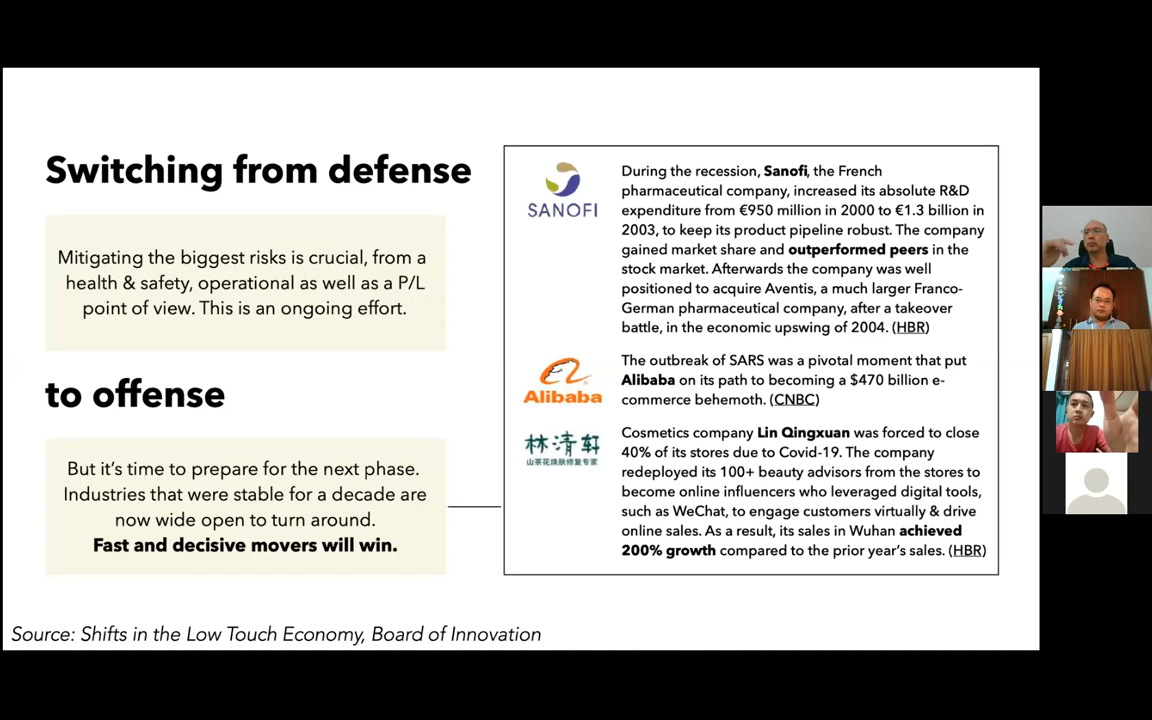 Switching from defense
Mitigating the biggest risks is crucial, from a
health & safety, operational as well as a P/L
point of view. This is an ongoing effort.
to offense
But it's time to prepare for the next phase.
Industries that were stable for a decade are
now wide open to turn around.
Fast and decisive movers will win.
SANOFI
During the recession, Sanofi, the French
pharmaceutical company, increased its absolute R&D
expenditure from €950 million in 2000 to €1.3 billion in
2003, to keep its product pipeline robust. The company
gained market share and outperformed peers in the
stock market. Afterwards the company was well
positioned to acquire Aventis, a much larger Franco-
German pharmaceutical company, after a takeover
battle, in the economic upswing of 2004. (HBR)
Alibaba
The outbreak of SARS was a pivotal moment that put
Alibaba on its path to becoming a $470 billion e-
commerce behemoth. (CNBC)
林清轩
山茶花焕肤修复专家
Cosmetics company Lin Qingxuan was forced to close
40% of its stores due to Covid-19. The company
redeployed its 100+ beauty advisors from the stores to
become online influencers who leveraged digital tools,
such as WeChat, to engage customers virtually & drive
online sales. As a result, its sales in Wuhan achieved
200% growth compared to the prior year's sales. (HBR)
Source: Shifts in the Low Touch Economy, Board of Innovation